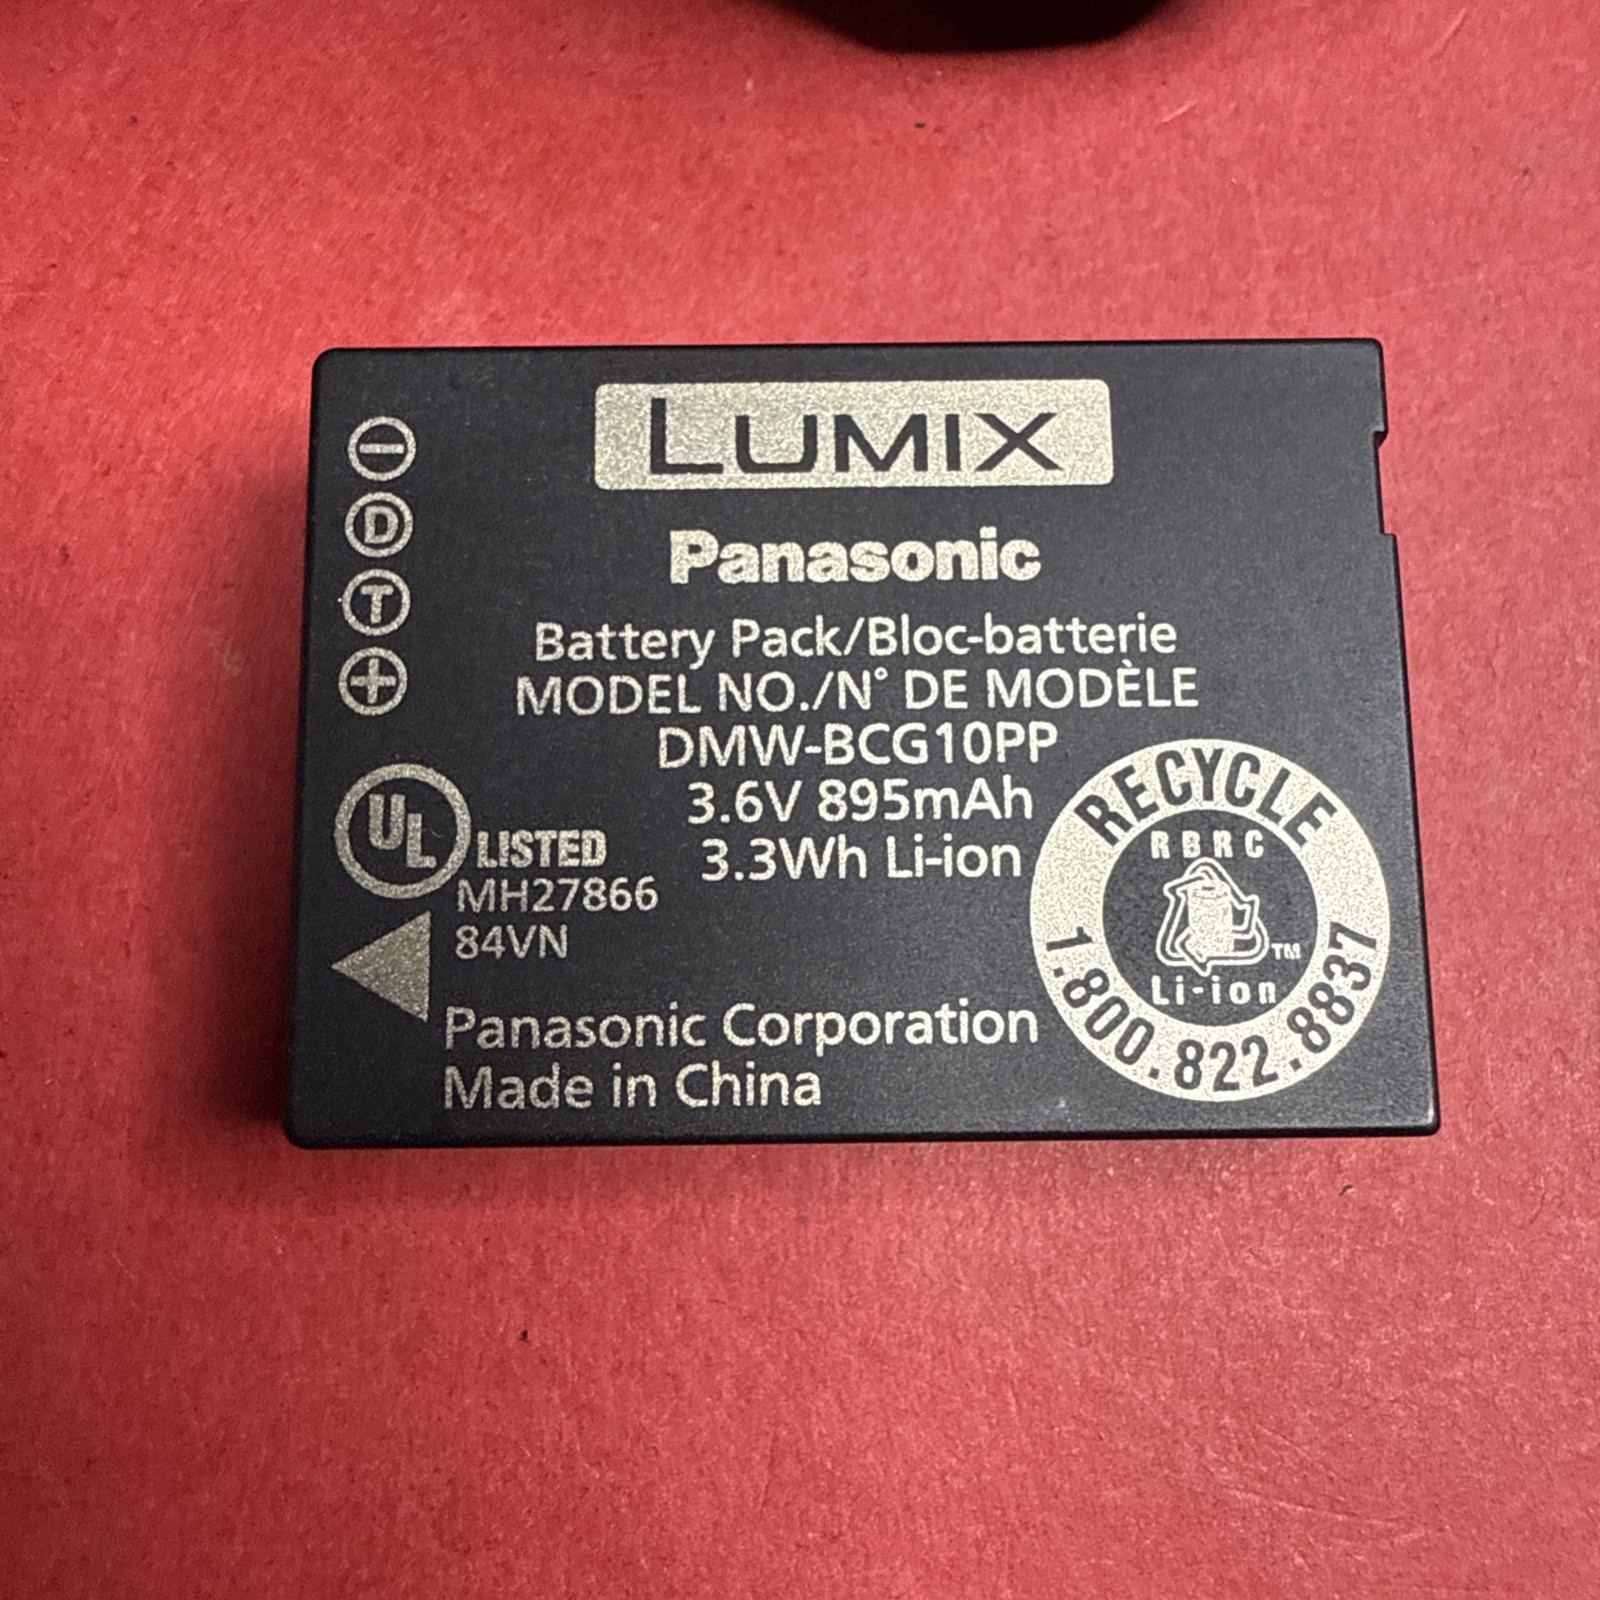 LUMIX
Panasonic
Battery Pack/Bloc-batterie
MODEL NO./N° DE MODÈLE
DMW-BCG10PP
3.6V 895mAh
3.3Wh Li-ion
− 
D
T
+
UL LISTED
MH27866
84VN
Panasonic Corporation
Made in China
RECYCLE
RBRC
TM
Li-ion
1.800.822.8837